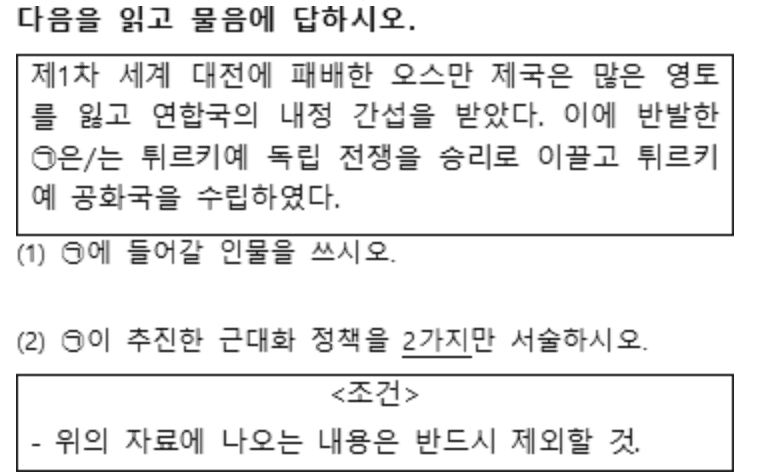 다음을 읽고 물음에 답하시오.
제1차 세계 대전에 패배한 오스만 제국은 많은 영토
를 잃고 연합국의 내정 간섭을 받았다. 이에 반발한
㉠은/는 튀르키예 독립 전쟁을 승리로 이끌고 튀르키
예 공화국을 수립하였다.
(1) ㉠에 들어갈 인물을 쓰시오.
(2) ㉠이 추진한 근대화 정책을 2가지만 서술하시오.
<조건>
- 위의 자료에 나오는 내용은 반드시 제외할 것.